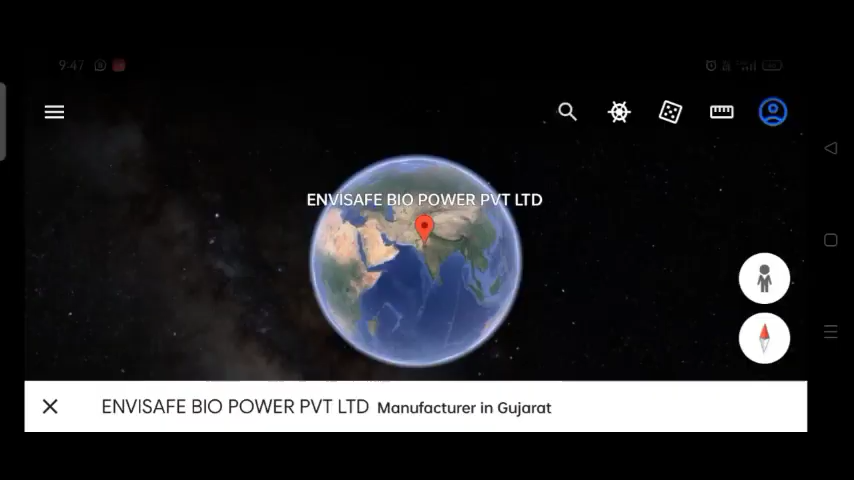 9:47
ENVISAFE BIO POWER PVT LTD
ENVISAFE BIO POWER PVT LTD Manufacturer in Gujarat